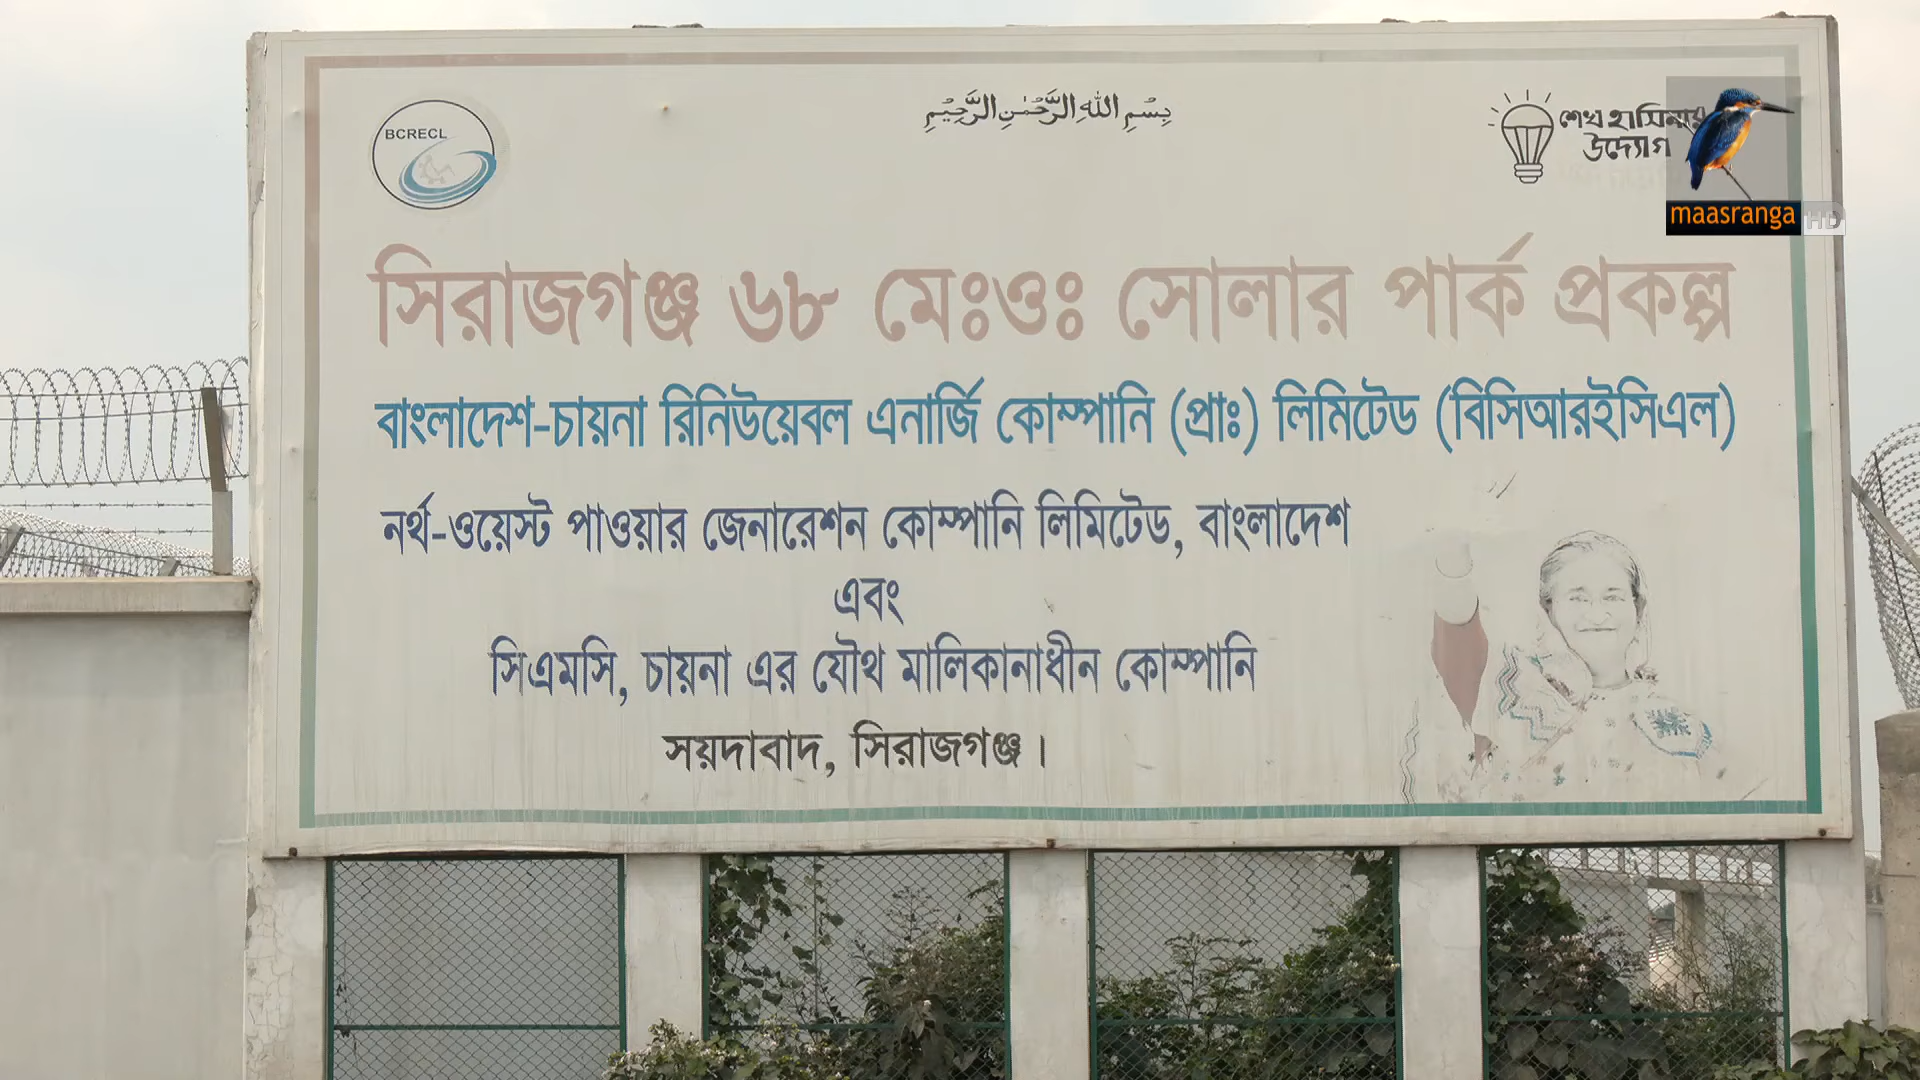 BCRECL
بِسْمِ اللهِ الرَّحْمٰنِ الرَّحِيْمِ
শেখ হাসিনার
উদ্যোগ
maasranga HD
সিরাজগঞ্জ ৬৮ মেঃওঃ সোলার পার্ক প্রকল্প
বাংলাদেশ-চায়না রিনিউয়েবল এনার্জি কোম্পানি (প্রাঃ) লিমিটেড (বিসিআরইসিএল)
নর্থ-ওয়েস্ট পাওয়ার জেনারেশন কোম্পানি লিমিটেড, বাংলাদেশ
এবং
সিএমসি, চায়না এর যৌথ মালিকানাধীন কোম্পানি
সয়দাবাদ, সিরাজগঞ্জ।